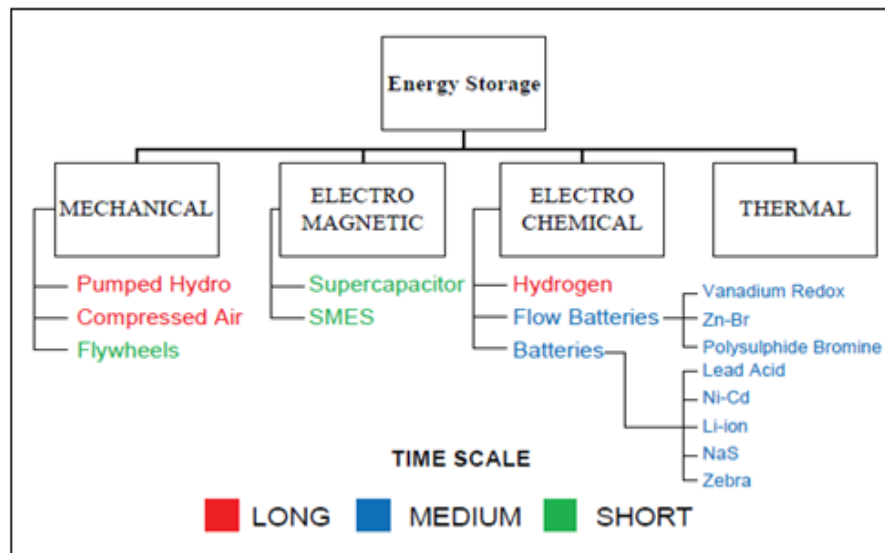 Energy Storage
MECHANICAL
ELECTRO
MAGNETIC
ELECTRO
CHEMICAL
THERMAL
Pumped Hydro
Compressed Air
Flywheels
Supercapacitor
SMES
Hydrogen
Flow Batteries
Batteries
Vanadium Redox
Zn-Br
Polysulphide Bromine
Lead Acid
Ni-Cd
Li-ion
NaS
Zebra
TIME SCALE
LONG
MEDIUM
SHORT